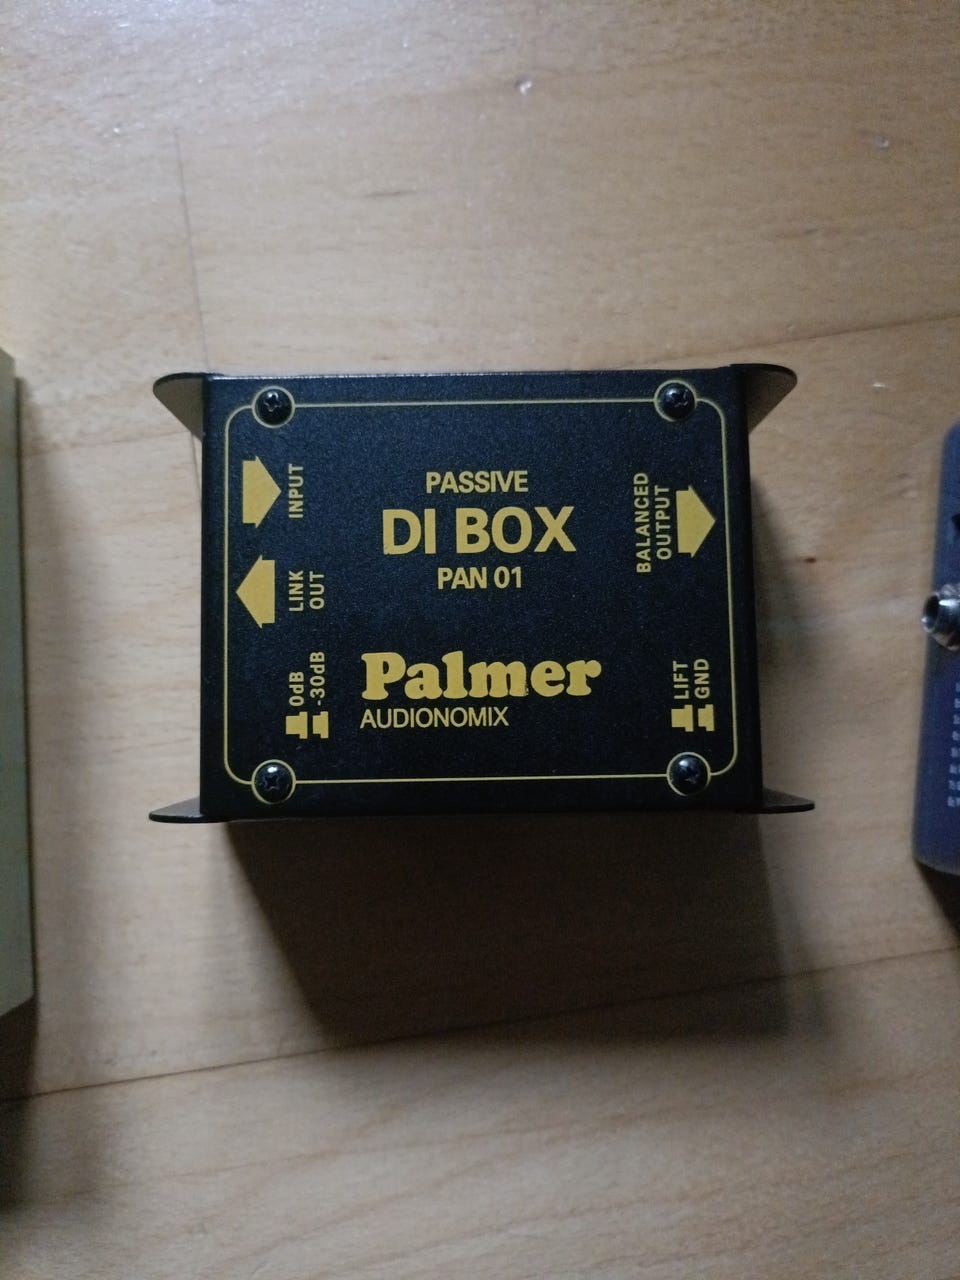 INPUT
LINK
OUT
0dB
-30dB
PASSIVE
DI BOX
PAN 01
Palmer
AUDIONOMIX
BALANCED
OUTPUT
LIFT
GND